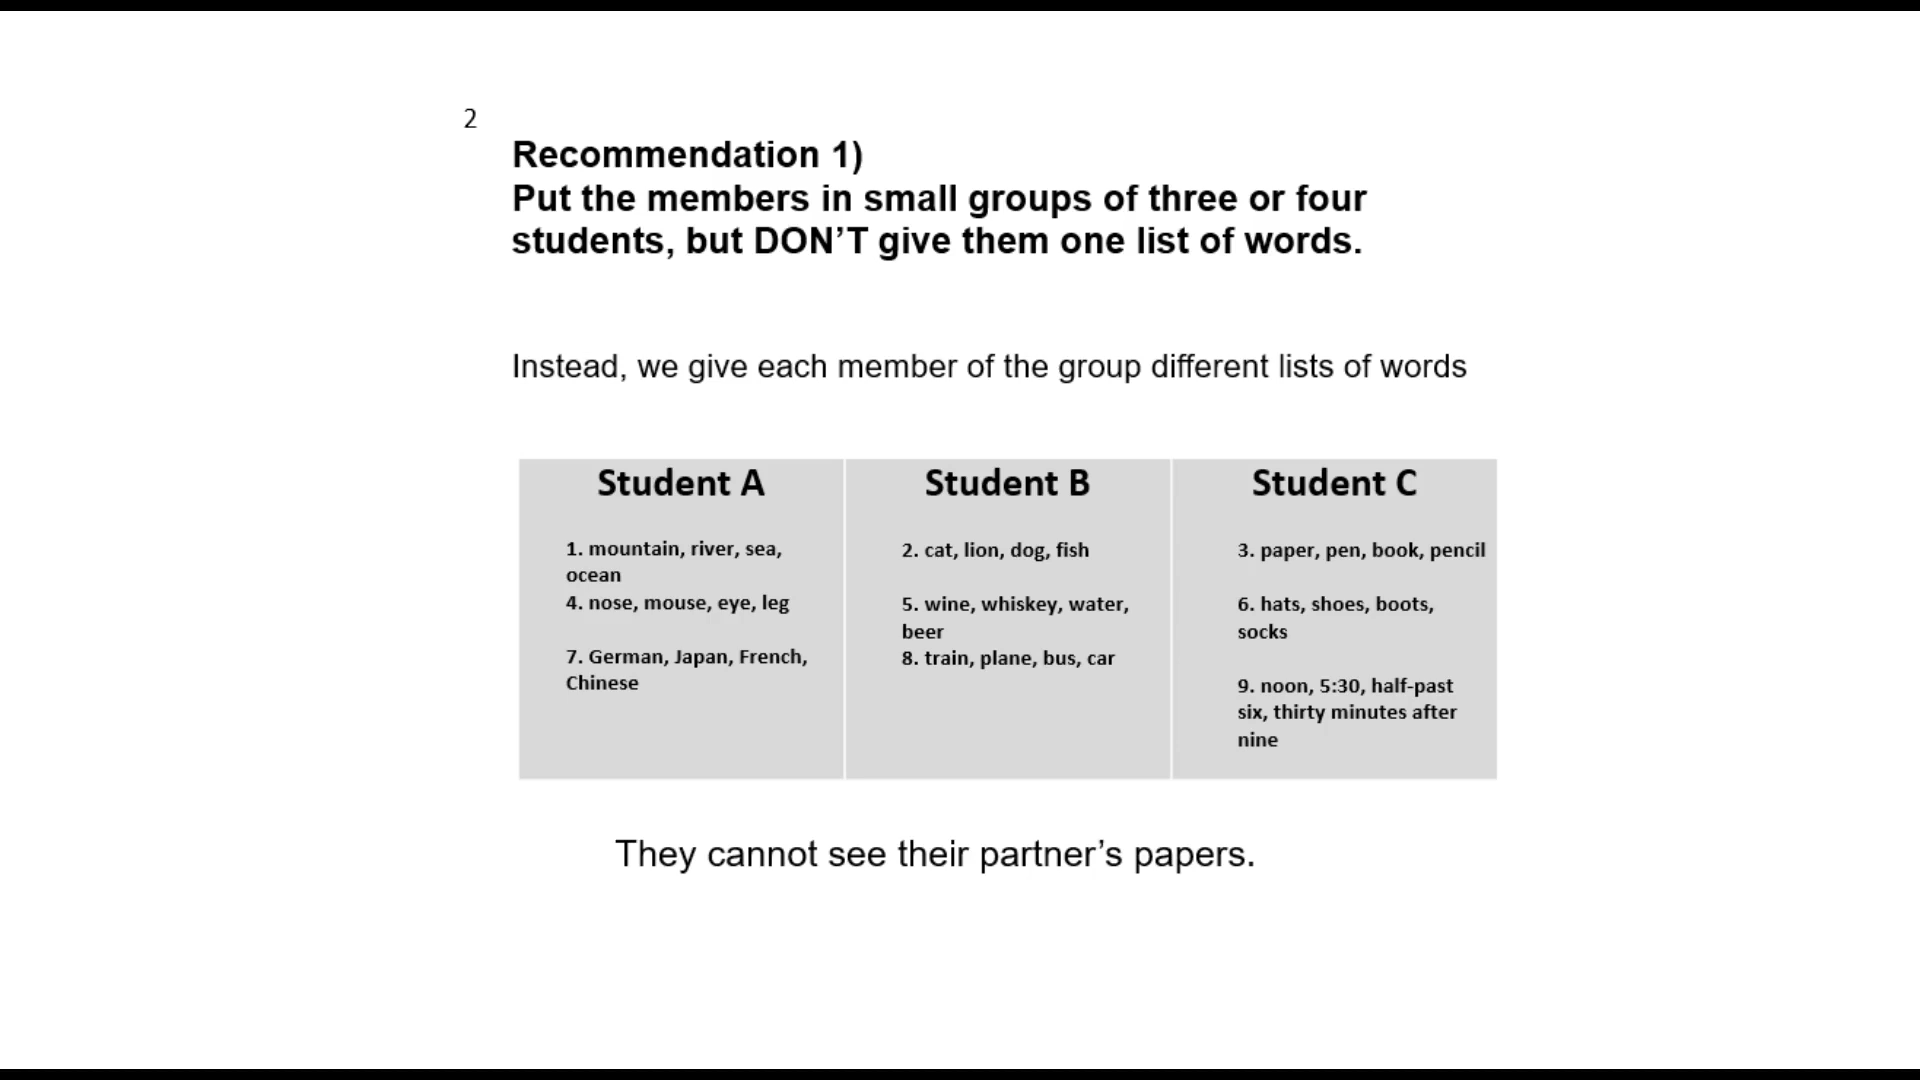 2
Recommendation 1)
Put the members in small groups of three or four
students, but DON’T give them one list of words.
Instead, we give each member of the group different lists of words
Student A
1. mountain, river, sea,
ocean
4. nose, mouse, eye, leg
7. German, Japan, French,
Chinese
Student B
2. cat, lion, dog, fish
5. wine, whiskey, water,
beer
8. train, plane, bus, car
Student C
3. paper, pen, book, pencil
6. hats, shoes, boots,
socks
9. noon, 5:30, half-past
six, thirty minutes after
nine
They cannot see their partner’s papers.